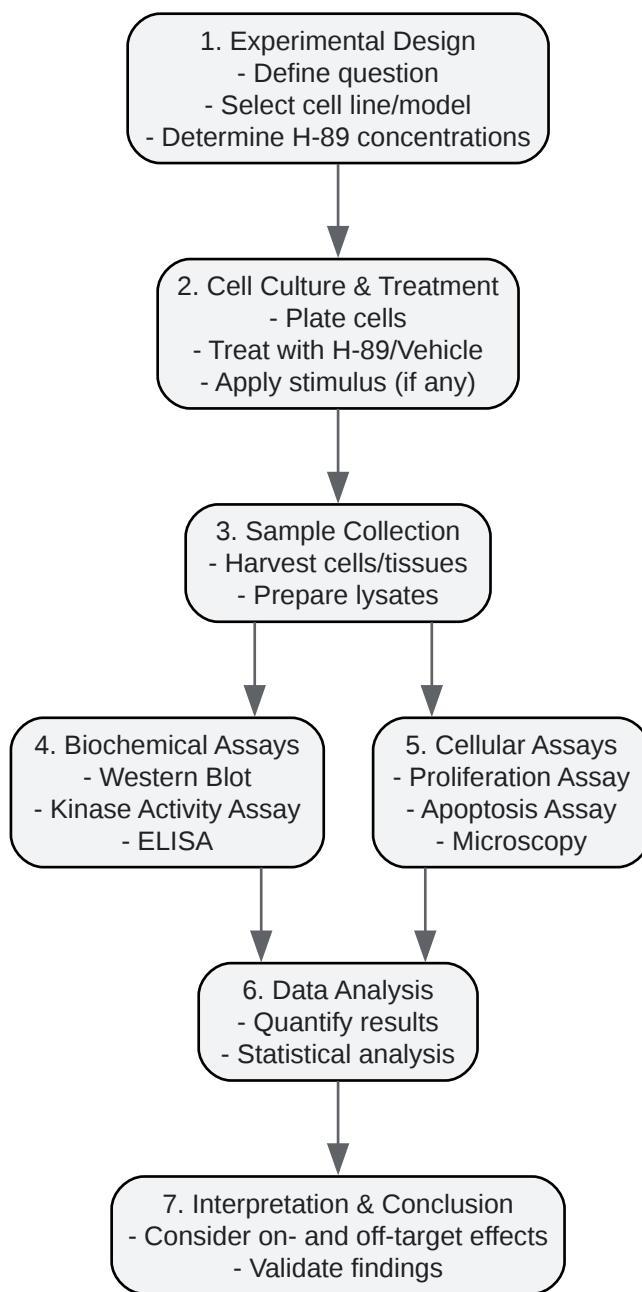 1. Experimental Design
- Define question
- Select cell line/model
- Determine H-89 concentrations
2. Cell Culture & Treatment
- Plate cells
- Treat with H-89/Vehicle
- Apply stimulus (if any)
3. Sample Collection
- Harvest cells/tissues
- Prepare lysates
4. Biochemical Assays
- Western Blot
- Kinase Activity Assay
- ELISA
5. Cellular Assays
- Proliferation Assay
- Apoptosis Assay
- Microscopy
6. Data Analysis
- Quantify results
- Statistical analysis
7. Interpretation & Conclusion
- Consider on- and off-target effects
- Validate findings